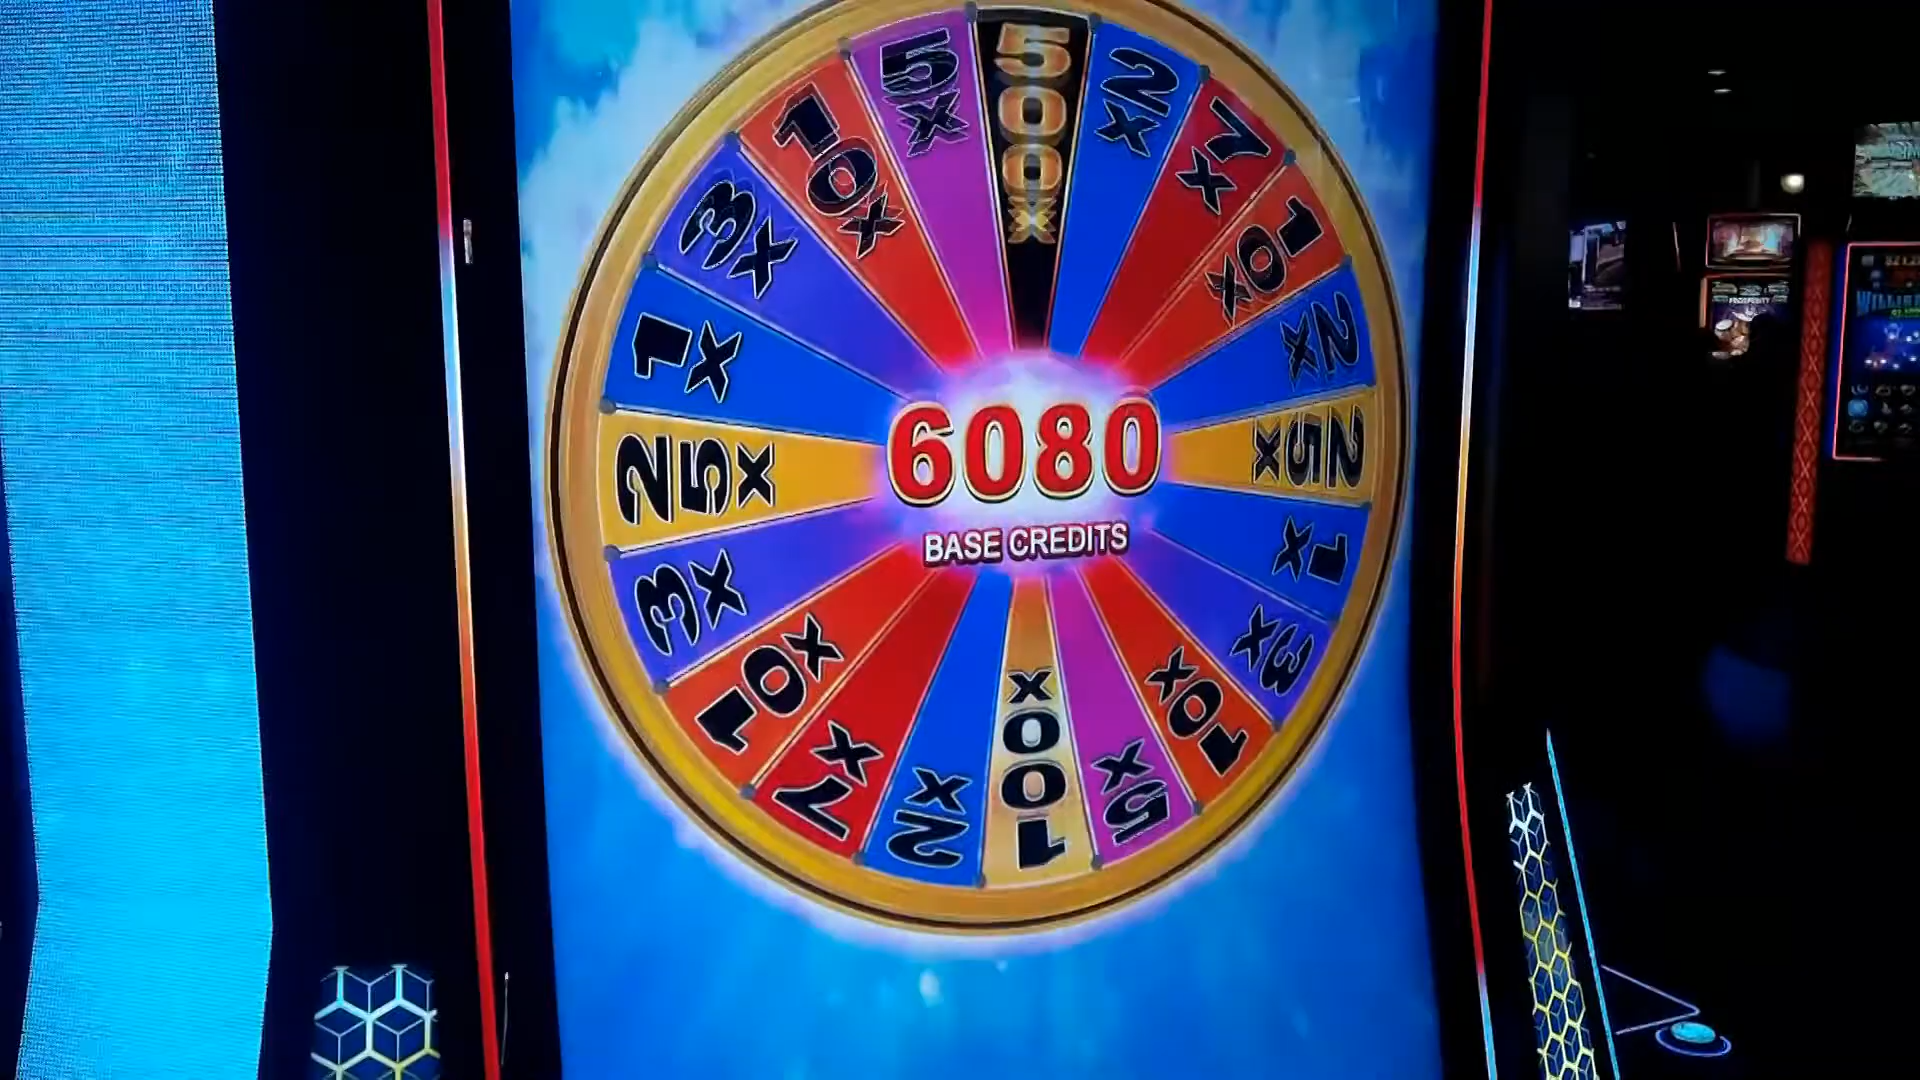 500x
2x
7x
10x
2x
25x
1x
3x
10x
5x
100x
2x
7x
10x
3x
25x
1x
3x
10x
5x
6080
BASE CREDITS
PROSPERITY